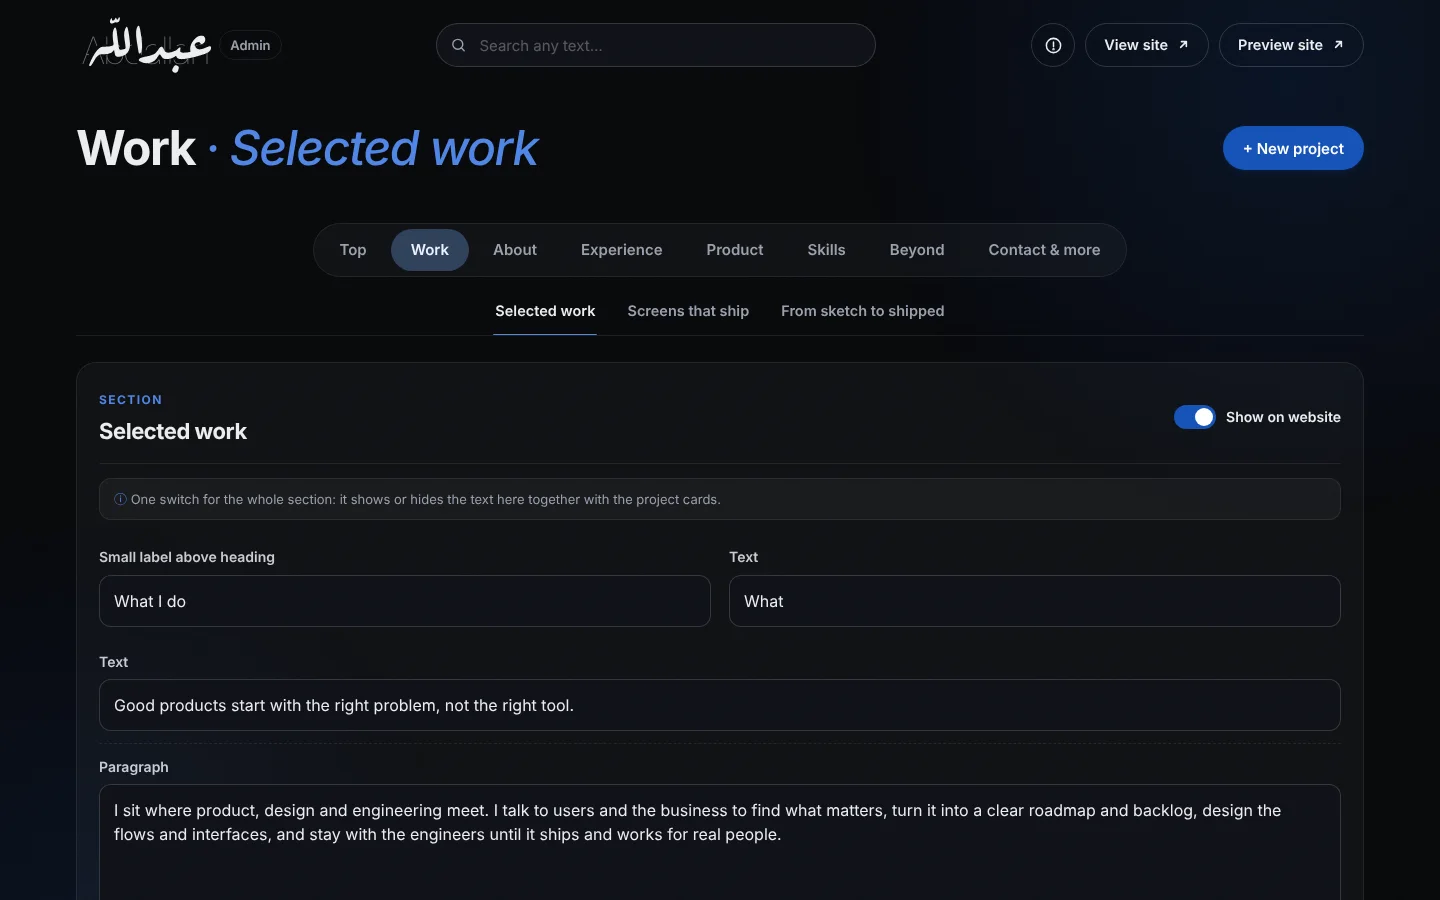 عبدالله
Abdallah
Admin
Search any text...
View site ↗
Preview site ↗
Work · Selected work
+ New project
Top
Work
About
Experience
Product
Skills
Beyond
Contact & more
Selected work
Screens that ship
From sketch to shipped
SECTION
Selected work
Show on website
ⓘ One switch for the whole section: it shows or hides the text here together with the project cards.
Small label above heading
Text
What I do
What
Text
Good products start with the right problem, not the right tool.
Paragraph
I sit where product, design and engineering meet. I talk to users and the business to find what matters, turn it into a clear roadmap and backlog, design the
flows and interfaces, and stay with the engineers until it ships and works for real people.